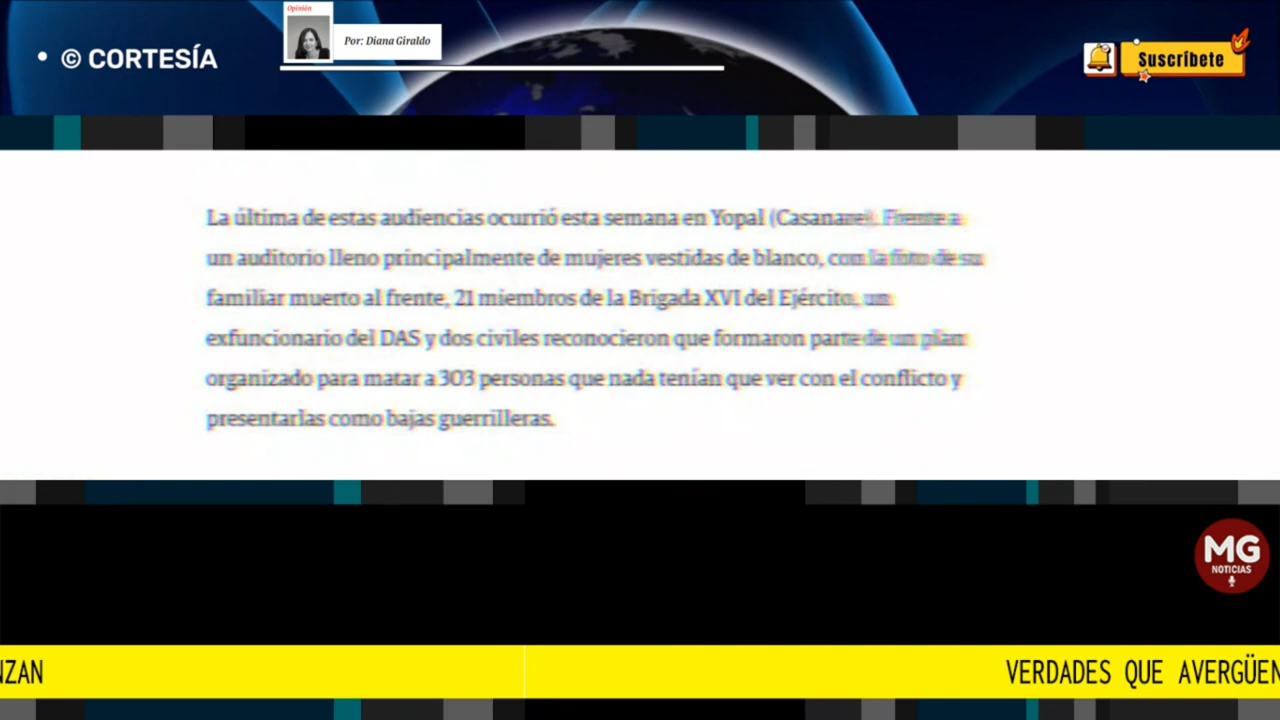 Opinión
Por: Diana Giraldo
• © CORTESÍA
Suscríbete
La última de estas audiencias ocurrió esta semana en Yopal (Casanare). Frente a
un auditorio lleno principalmente de mujeres vestidas de blanco, con la foto de su
familiar muerto al frente, 21 miembros de la Brigada XVI del Ejército, un
exfuncionario del DAS y dos civiles reconocieron que formaron parte de un plan
organizado para matar a 303 personas que nada tenían que ver con el conflicto y
presentarlas como bajas guerrilleras.
MG
NOTICIAS
NZAN
VERDADES QUE AVERGÜEN